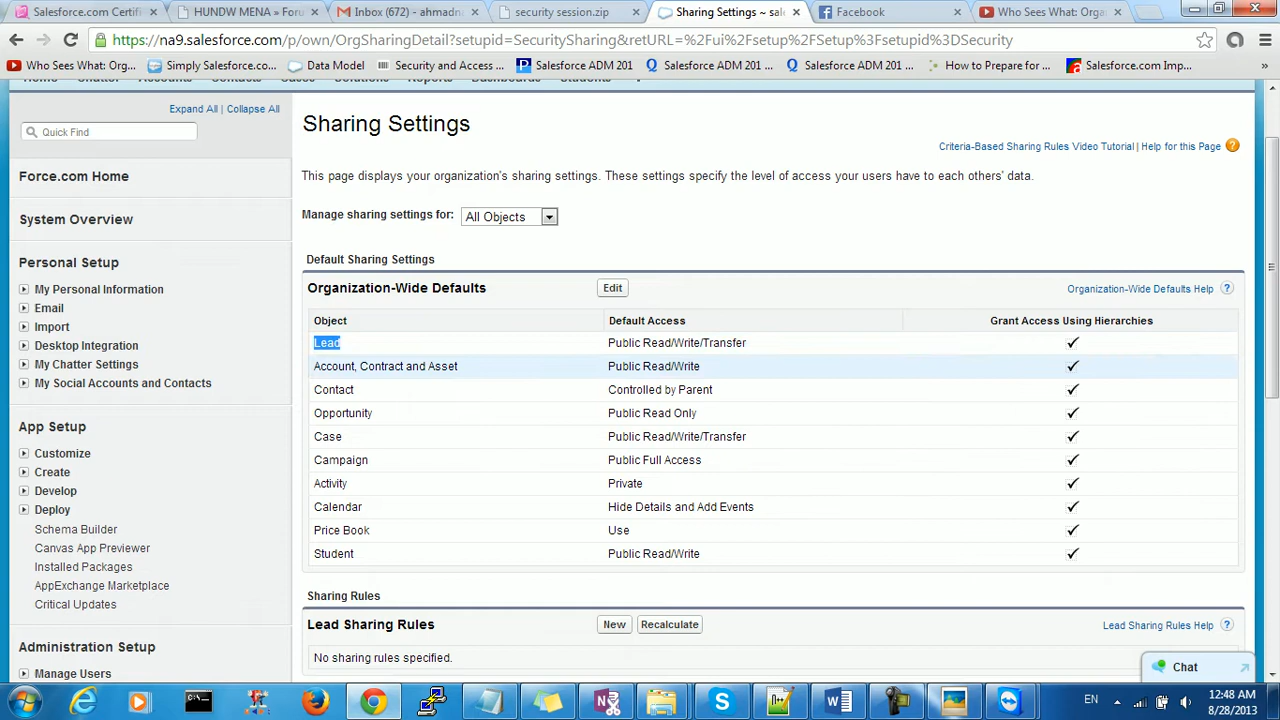 Salesforce.com Certifi
HUNDW MENA » Foru
Inbox (672) - ahmadn
security session.zip
Sharing Settings ~ sale
Facebook
Who Sees What: Orga
https://na9.salesforce.com/p/own/OrgSharingDetail?setupid=SecuritySharing&retURL=%2Fui%2Fsetup%2FSetup%3Fsetupid%3DSecurity
Who Sees What: Org...
Simply Salesforce.co...
Data Model
Security and Access ...
Salesforce ADM 201
Salesforce ADM 201 ...
Salesforce ADM 201 ...
How to Prepare for ...
Salesforce.com Imp...
»
Expand All | Collapse All
Quick Find
Force.com Home
System Overview
Personal Setup
My Personal Information
Email
Import
Desktop Integration
My Chatter Settings
My Social Accounts and Contacts
App Setup
Customize
Create
Develop
Deploy
Schema Builder
Canvas App Previewer
Installed Packages
AppExchange Marketplace
Critical Updates
Administration Setup
Manage Users
Sharing Settings
Criteria-Based Sharing Rules Video Tutorial | Help for this Page ?
This page displays your organization's sharing settings. These settings specify the level of access your users have to each others' data.
Manage sharing settings for: All Objects
Default Sharing Settings
Organization-Wide Defaults Edit Organization-Wide Defaults Help ?
Object Default Access Grant Access Using Hierarchies
Lead Public Read/Write/Transfer ✓
Account, Contract and Asset Public Read/Write ✓
Contact Controlled by Parent ✓
Opportunity Public Read Only ✓
Case Public Read/Write/Transfer ✓
Campaign Public Full Access ✓
Activity Private ✓
Calendar Hide Details and Add Events ✓
Price Book Use ✓
Student Public Read/Write ✓
Sharing Rules
Lead Sharing Rules New Recalculate Lead Sharing Rules Help ?
No sharing rules specified.
Chat
EN
12:48 AM
8/28/2013